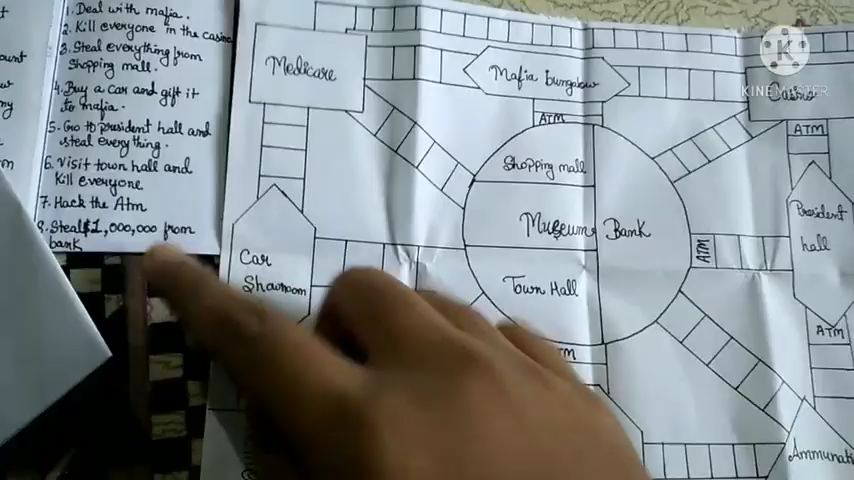 1. Deal with mafia.
2. Kill everyone in the casino
3. Steal everything from
shopping mall.
4. Buy a car and gift it
to mafia.
5. Go to president hall and
steal everything.
6. Visit town hall and
Kill everyone
7. Hack the Atm
8. Steal $1,000,000 from
bank
Medicare
Mafia Bungalow
Casino
KINEMASTER
ATM
ATM
Shopping mall
Museum
Bank
Town Hall
ATM
President
hall
Car
Showroom
ATM